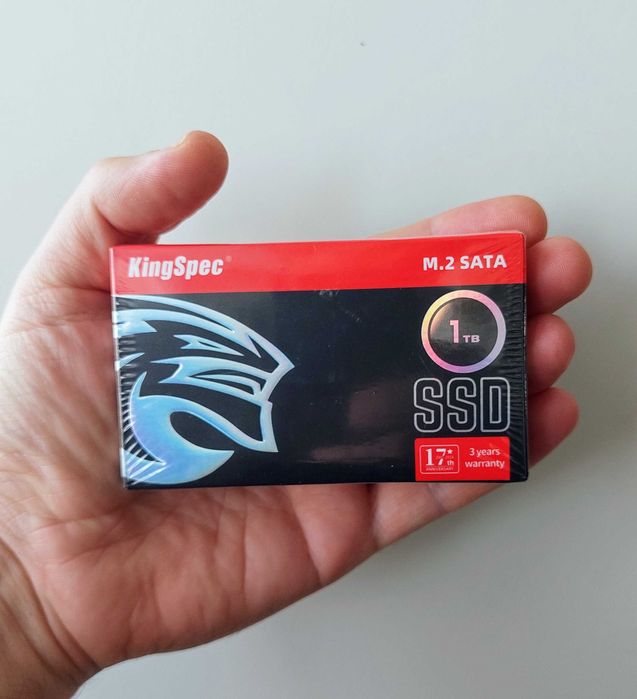 KingSpec®
M.2 SATA
1TB
SSD
17th
ANNIVERSARY
3 years
warranty